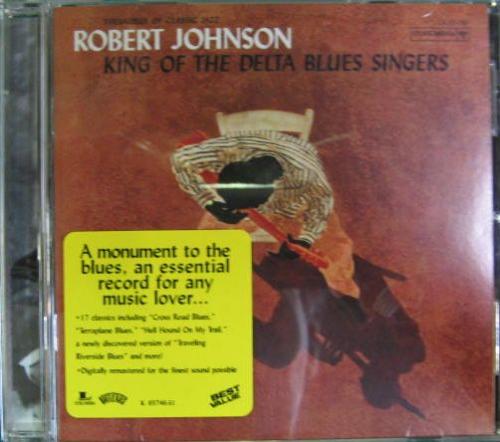 THESAURUS OF CLASSIC JAZZ
ROBERT JOHNSON
KING OF THE DELTA BLUES SINGERS
A monument to the
blues, an essential
record for any
music lover...
•17 classics including "Cross Road Blues,"
"Terraplane Blues," "Hell Hound On My Trail,"
a newly discovered version of "Traveling
Riverside Blues" and more!
•Digitally remastered for the finest sound possible
BEST
VALUE